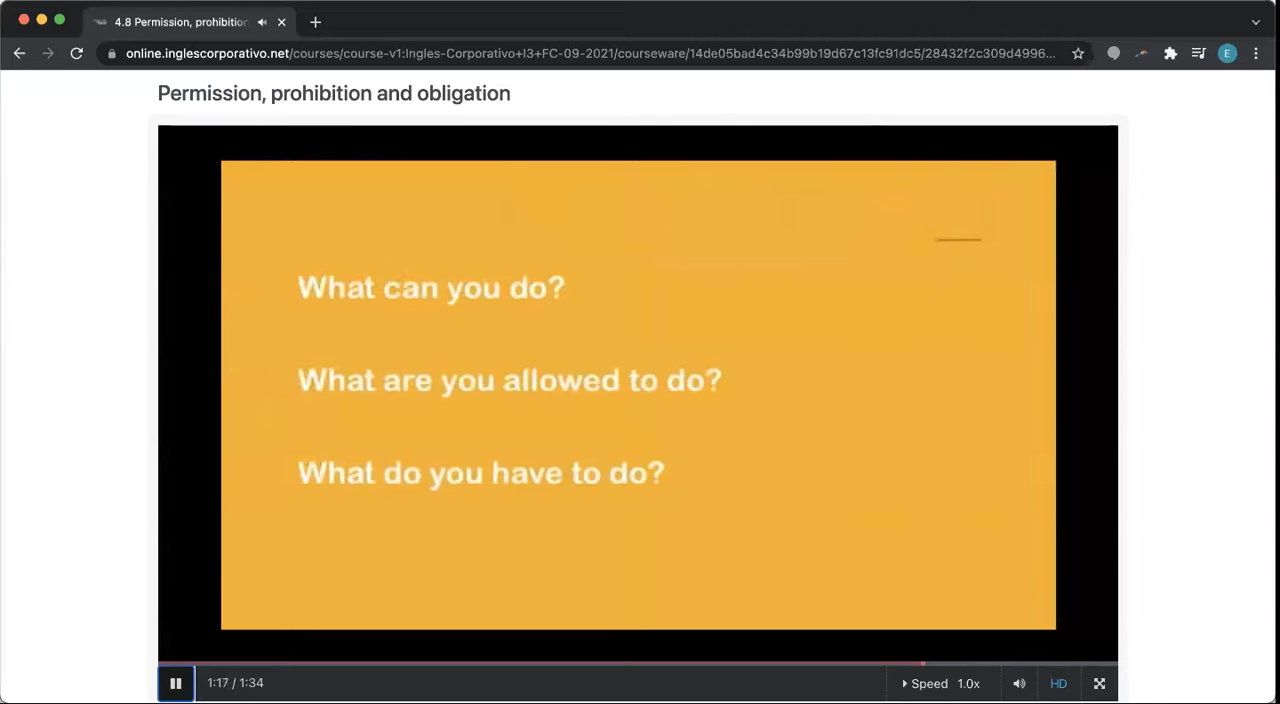 4.8 Permission, prohibition
online.inglescorporativo.net/courses/course-v1:Ingles-Corporativo+I3+FC-09-2021/courseware/14de05bad4c34b99b19d67c13fc91dc5/28432f2c309d4996...
E
Permission, prohibition and obligation
What can you do?
What are you allowed to do?
What do you have to do?
1:17 / 1:34
Speed 1.0x
HD